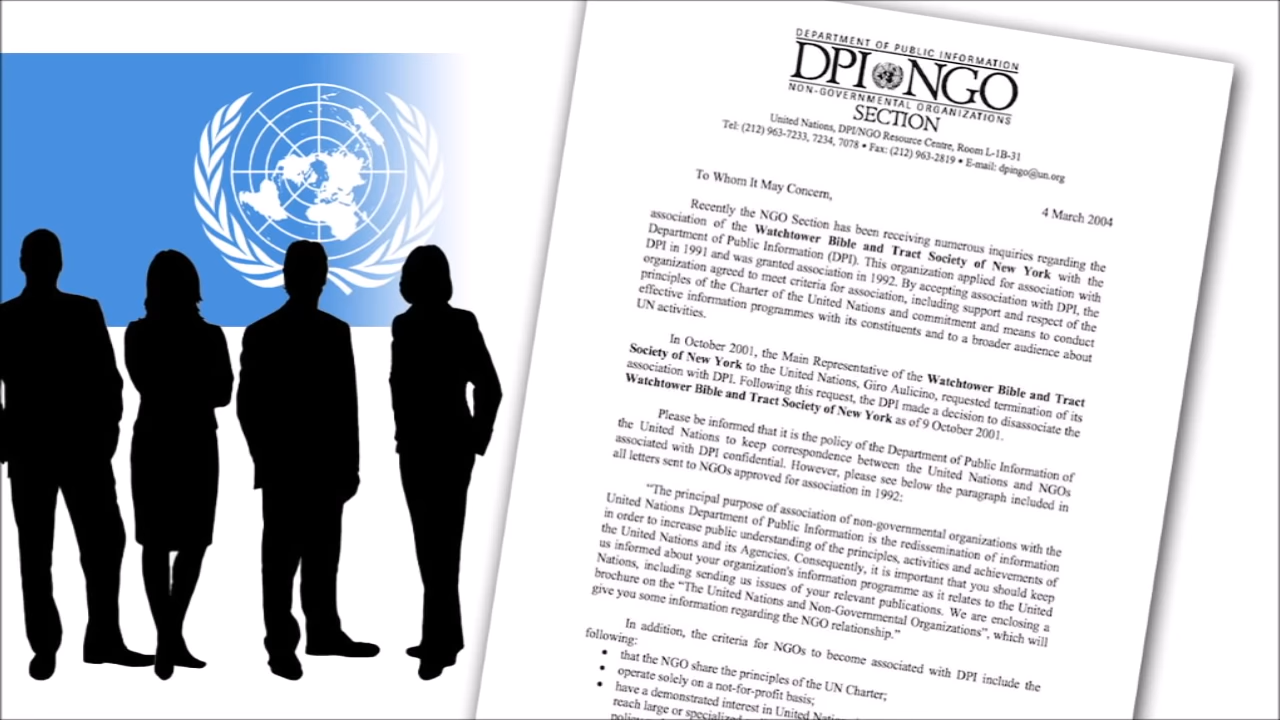 DEPARTMENT OF PUBLIC INFORMATION
DPI NGO
NON-GOVERNMENTAL ORGANIZATIONS
SECTION
United Nations, DPI/NGO Resource Centre, Room L-1B-31
Tel: (212) 963-7233, 7234, 7078 • Fax: (212) 963-2819 • E-mail: dpingo@un.org
To Whom It May Concern,
4 March 2004
Recently the NGO Section has been receiving numerous inquiries regarding the
association of the Watchtower Bible and Tract Society of New York with the
Department of Public Information (DPI). This organization applied for association with
DPI in 1991 and was granted association in 1992. By accepting association with DPI, the
organization agreed to meet criteria for association, including support and respect of the
principles of the Charter of the United Nations and commitment and means to conduct
effective information programmes with its constituents and to a broader audience about
UN activities.
In October 2001, the Main Representative of the Watchtower Bible and Tract
Society of New York to the United Nations, Giro Aulicino, requested termination of its
association with DPI. Following this request, the DPI made a decision to disassociate the
Watchtower Bible and Tract Society of New York as of 9 October 2001.
Please be informed that it is the policy of the Department of Public Information of
the United Nations to keep correspondence between the United Nations and NGOs
associated with DPI confidential. However, please see below the paragraph included in
all letters sent to NGOs approved for association in 1992:
"The principal purpose of association of non-governmental organizations with the
United Nations Department of Public Information is the redissemination of information
in order to increase public understanding of the principles, activities and achievements of
the United Nations and its Agencies. Consequently, it is important that you should keep
us informed about your organization's information programme as it relates to the United
Nations, including sending us issues of your relevant publications. We are enclosing a
brochure on the "The United Nations and Non-Governmental Organizations", which will
give you some information regarding the NGO relationship."
In addition, the criteria for NGOs to become associated with DPI include the
following:
• that the NGO share the principles of the UN Charter;
• operate solely on a not-for-profit basis;
• have a demonstrated interest in United
reach large or specialized